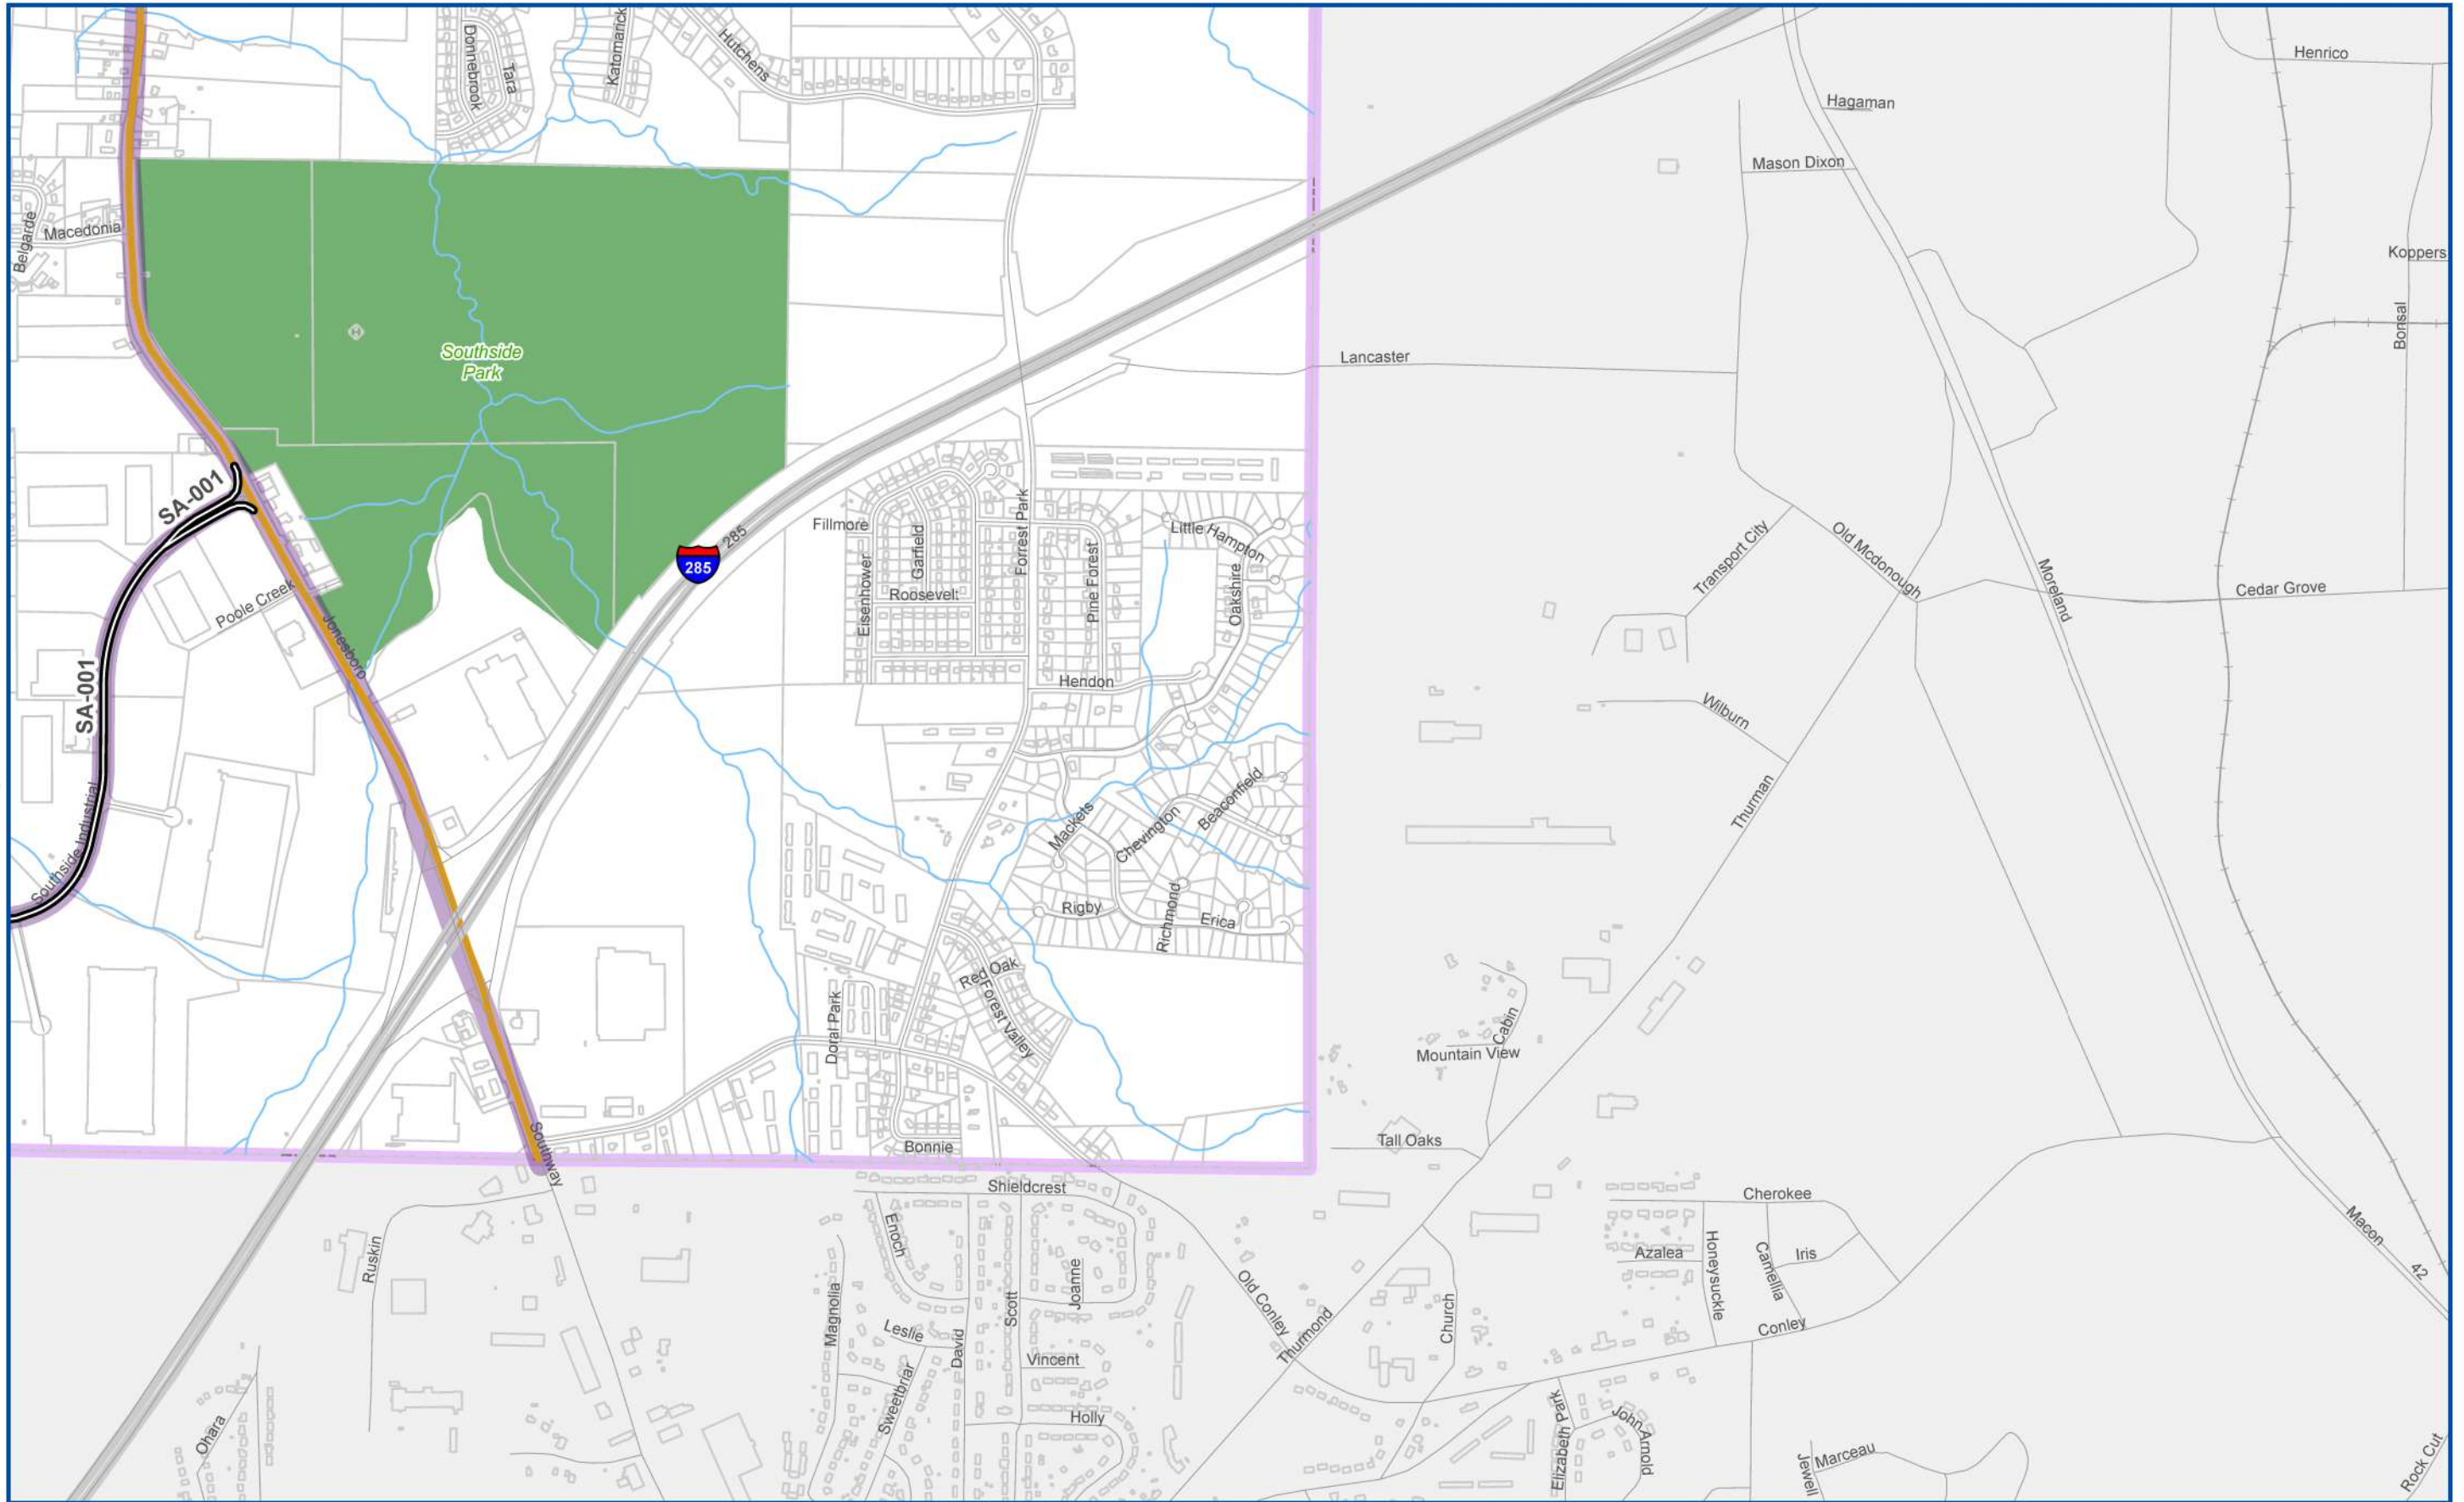 Donnebrook
Tara
Katomarick
Hutchens
Henrico
Hagaman
Mason Dixon
Belgarde
Macedonia
Koppers
Bonsal
Southside
Park
Lancaster
SA-001
285
285
Fillmore
Garfield
Forrest Park
Little Hampton
Transport City
Old Mcdonough
Moreland
Cedar Grove
Eisenhower
Roosevelt
Pine Forest
Oakshire
Poole Creek
Jonesboro
SA-001
Hendon
Wilburn
Thurman
Southside Industrial
Mackets
Chevington
Beaconfield
Rigby
Richmond
Erica
Red Oak
Forest Valley
Doral Park
Cabin
Mountain View
Southway
Bonnie
Tall Oaks
Shieldcrest
Cherokee
Enoch
Ruskin
Joanne
Azalea
Honeysuckle
Camellia
Iris
Macon
42
Magnolia
Scott
Old Conley
Thurmond
Church
Conley
Leslie
David
Vincent
Sweetbriar
Holly
Ohara
Elizabeth Park
John Arnold
Jewell
Marceau
Rock Cut